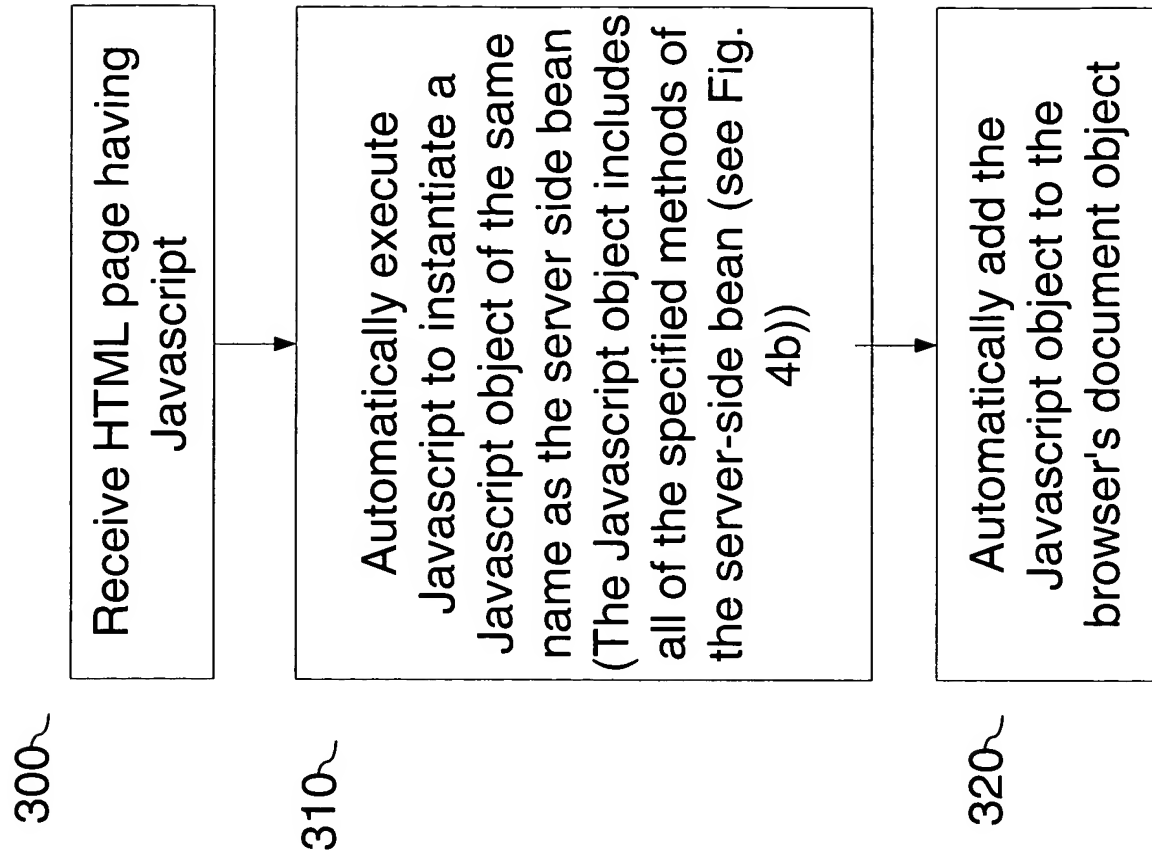 300
Receive HTML page having
Javascript
310
Automatically execute
Javascript to instantiate a
Javascript object of the same
name as the server side bean
(The Javascript object includes
all of the specified methods of
the server-side bean (see Fig.
4b))
320
Automatically add the
Javascript object to the
browser's document object